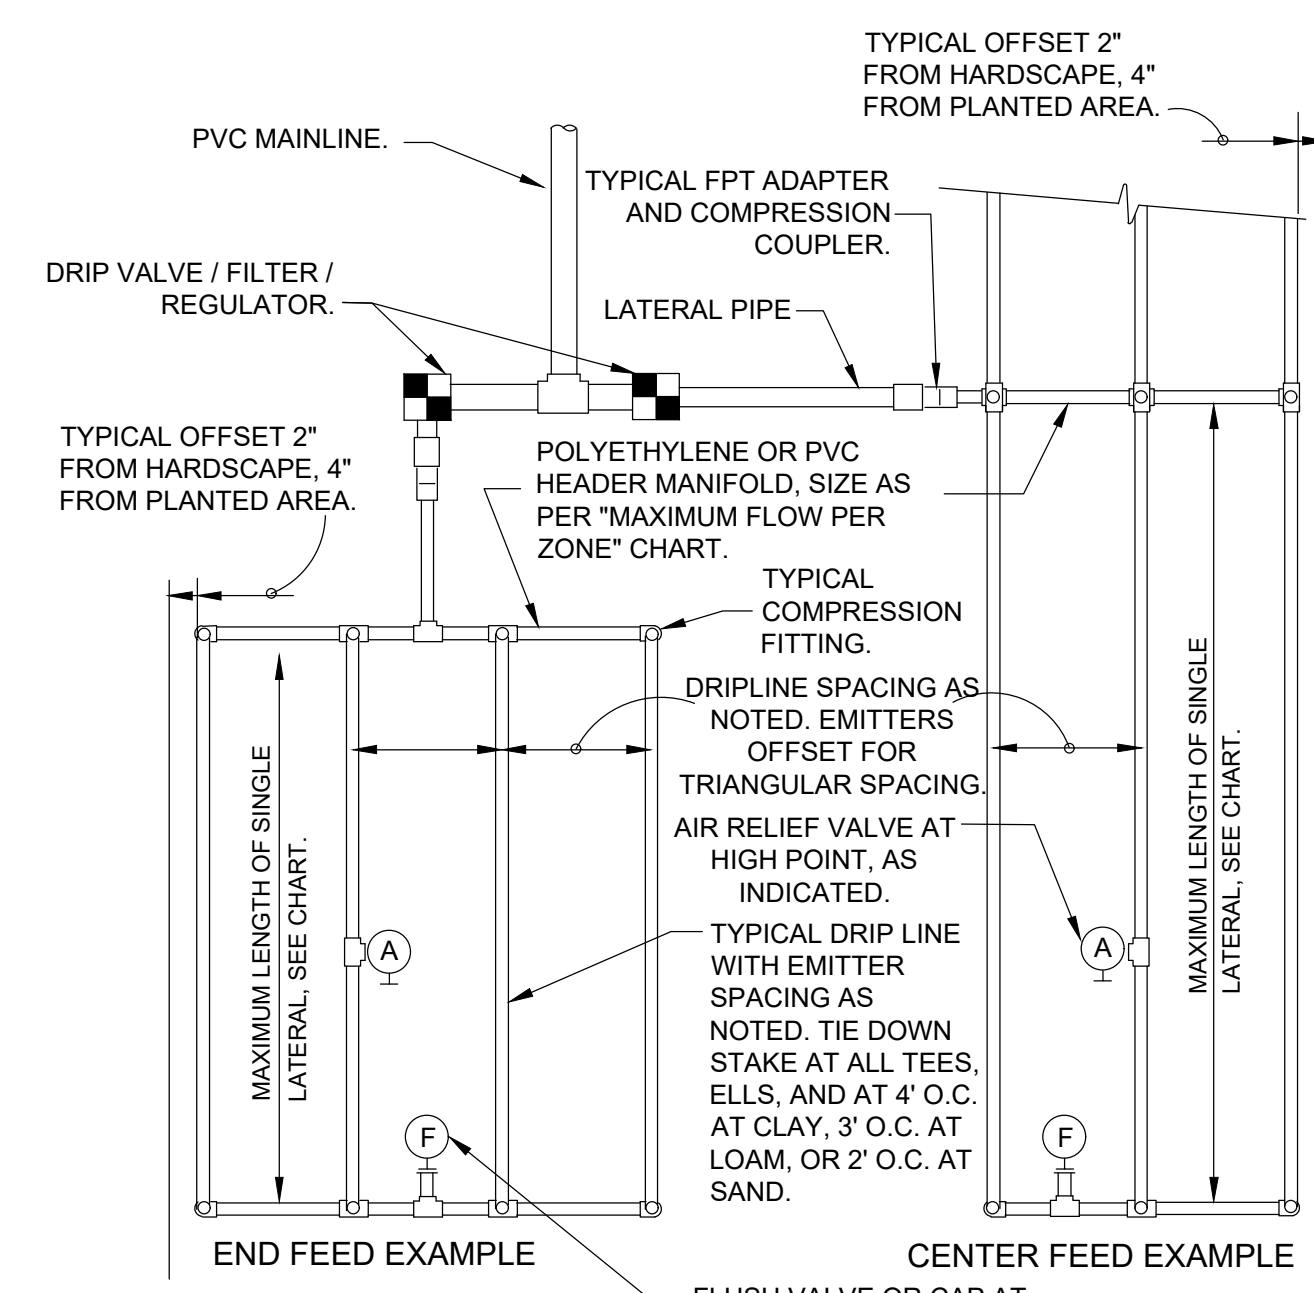 TYPICAL OFFSET 2"
FROM HARDSCAPE, 4"
FROM PLANTED AREA.
PVC MAINLINE.
TYPICAL FPT ADAPTER
AND COMPRESSION
COUPLER.
DRIP VALVE / FILTER /
REGULATOR.
LATERAL PIPE
TYPICAL OFFSET 2"
FROM HARDSCAPE, 4"
FROM PLANTED AREA.
POLYETHYLENE OR PVC
HEADER MANIFOLD, SIZE AS
PER "MAXIMUM FLOW PER
ZONE" CHART.
TYPICAL
COMPRESSION
FITTING.
DRIPLINE SPACING AS
NOTED. EMITTERS
OFFSET FOR
TRIANGULAR SPACING.
MAXIMUM LENGTH OF SINGLE
LATERAL, SEE CHART.
MAXIMUM LENGTH OF SINGLE
LATERAL, SEE CHART.
AIR RELIEF VALVE AT
HIGH POINT, AS
INDICATED.
A
A
TYPICAL DRIP LINE
WITH EMITTER
SPACING AS
NOTED. TIE DOWN
STAKE AT ALL TEES,
ELLS, AND AT 4' O.C.
AT CLAY, 3' O.C. AT
LOAM, OR 2' O.C. AT
SAND.
F
F
END FEED EXAMPLE
CENTER FEED EXAMPLE
FLUSH VALVE OR CAP AT